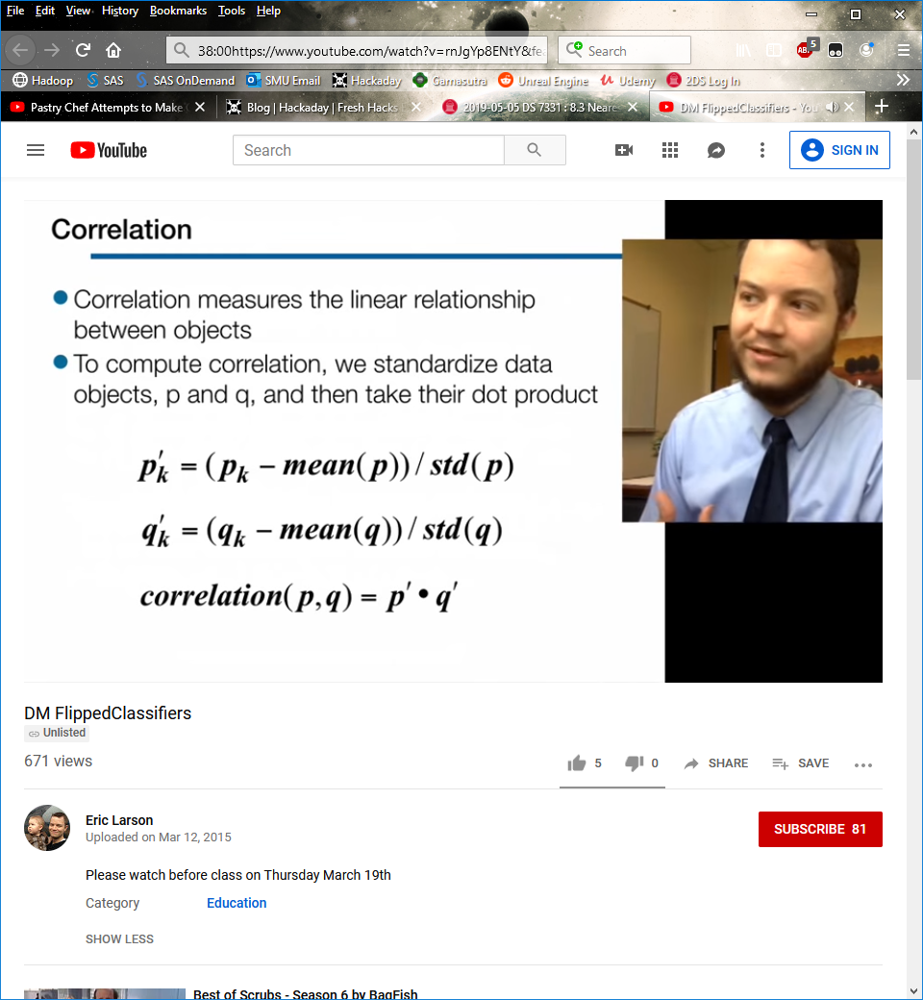 File Edit View History Bookmarks Tools Help
38:00https://www.youtube.com/watch?v=rnJgYp8ENtY&fe
Search
ABP 5
Hadoop SAS SAS OnDemand SMU Email Hackaday Gamasutra Unreal Engine Udemy 2DS Log In
Pastry Chef Attempts to Make Blog | Hackaday | Fresh Hacks 2019-05-05 DS 7331 : 8.3 Neare DM FlippedClassifiers - You
YouTube Search SIGN IN
Correlation
Correlation measures the linear relationship
between objects
To compute correlation, we standardize data
objects, p and q, and then take their dot product
p′k = (pk − mean(p)) / std(p)
q′k = (qk − mean(q)) / std(q)
correlation(p,q) = p′ • q′
DM FlippedClassifiers
Unlisted
671 views
5 0 SHARE SAVE
Eric Larson
Uploaded on Mar 12, 2015
SUBSCRIBE 81
Please watch before class on Thursday March 19th
Category Education
SHOW LESS
Best of Scrubs - Season 6 by BagFish